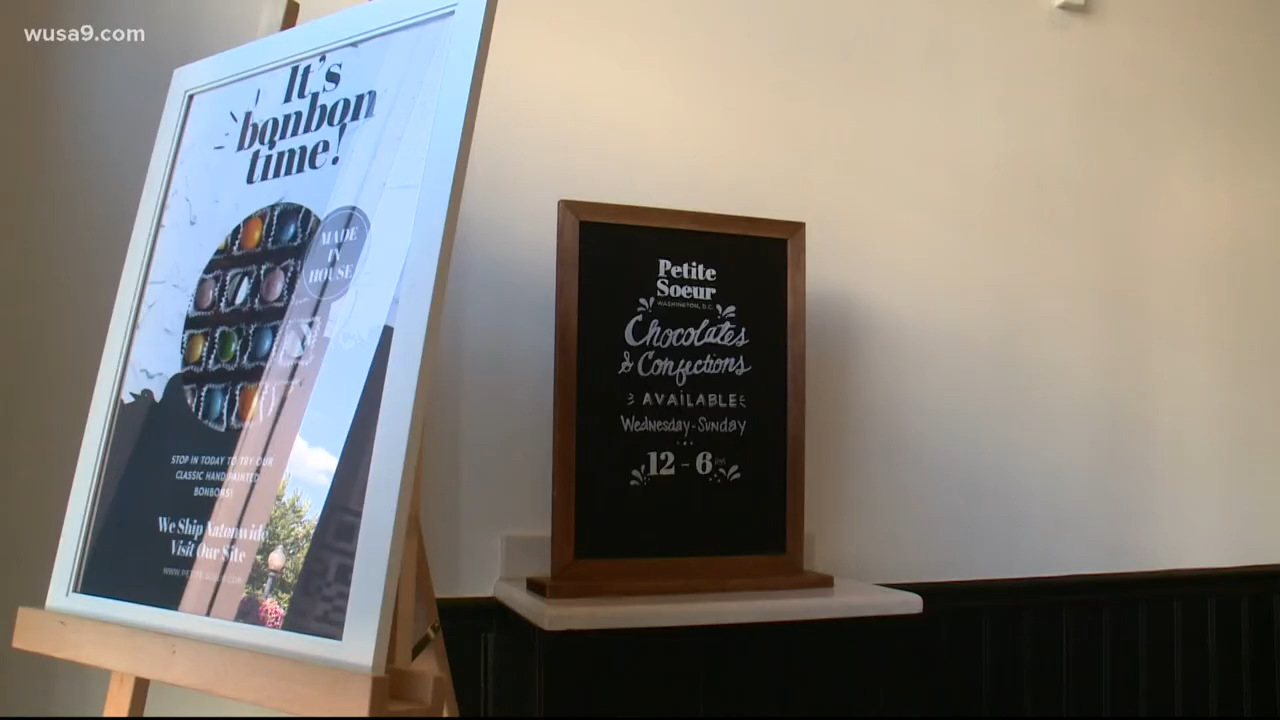 wusa9.com
It's
bonbon
time!
MADE
IN
HOUSE
STOP IN TODAY TO TRY OUR
CLASSIC HAND PAINTED
BONBONS!
We Ship Nationwide
Visit Our Site
Petite
Soeur
WASHINGTON, D.C.
Chocolates
& Confections
AVAILABLE
Wednesday-Sunday
12 - 6 PM